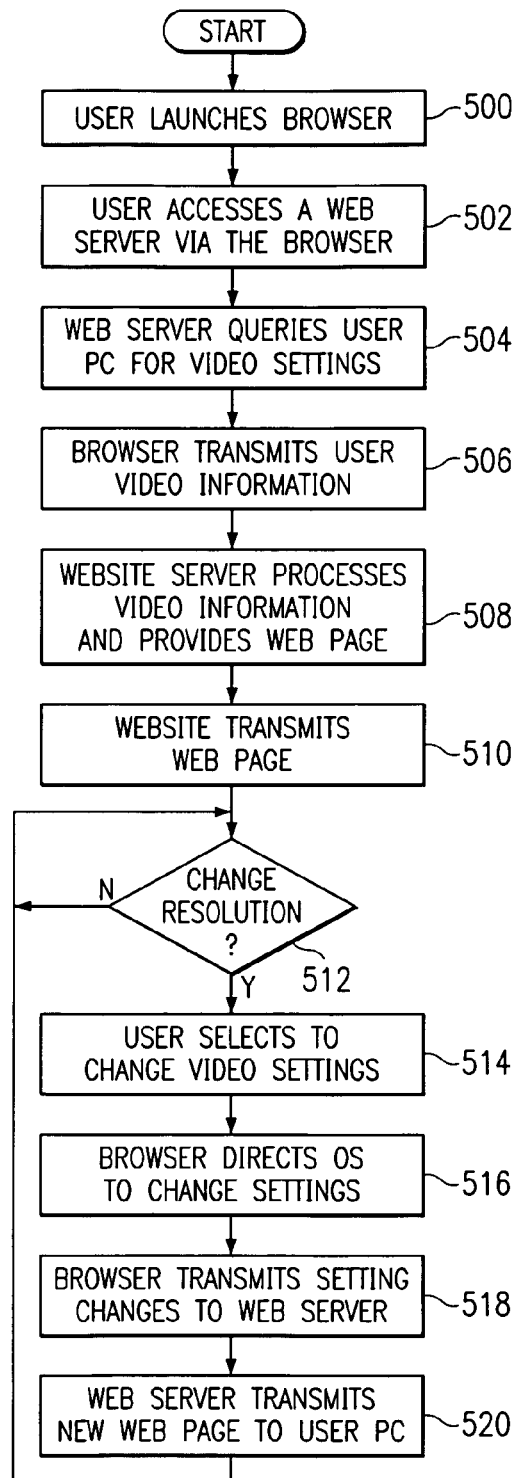 START
USER LAUNCHES BROWSER
500
USER ACCESSES A WEB
SERVER VIA THE BROWSER
502
WEB SERVER QUERIES USER
PC FOR VIDEO SETTINGS
504
BROWSER TRANSMITS USER
VIDEO INFORMATION
506
WEBSITE SERVER PROCESSES
VIDEO INFORMATION
AND PROVIDES WEB PAGE
508
WEBSITE TRANSMITS
WEB PAGE
510
N
CHANGE
RESOLUTION
?
512
Y
USER SELECTS TO
CHANGE VIDEO SETTINGS
514
BROWSER DIRECTS OS
TO CHANGE SETTINGS
516
BROWSER TRANSMITS SETTING
CHANGES TO WEB SERVER
518
WEB SERVER TRANSMITS
NEW WEB PAGE TO USER PC
520